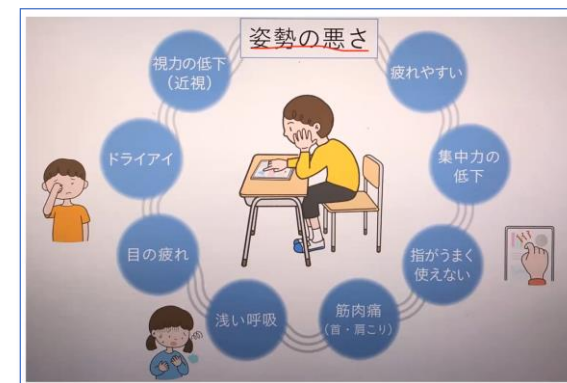 姿勢の悪さ
視力の低下
（近視）
疲れやすい
ドライアイ
集中力の
低下
目の疲れ
指がうまく
使えない
浅い呼吸
筋肉痛
（首・肩こり）